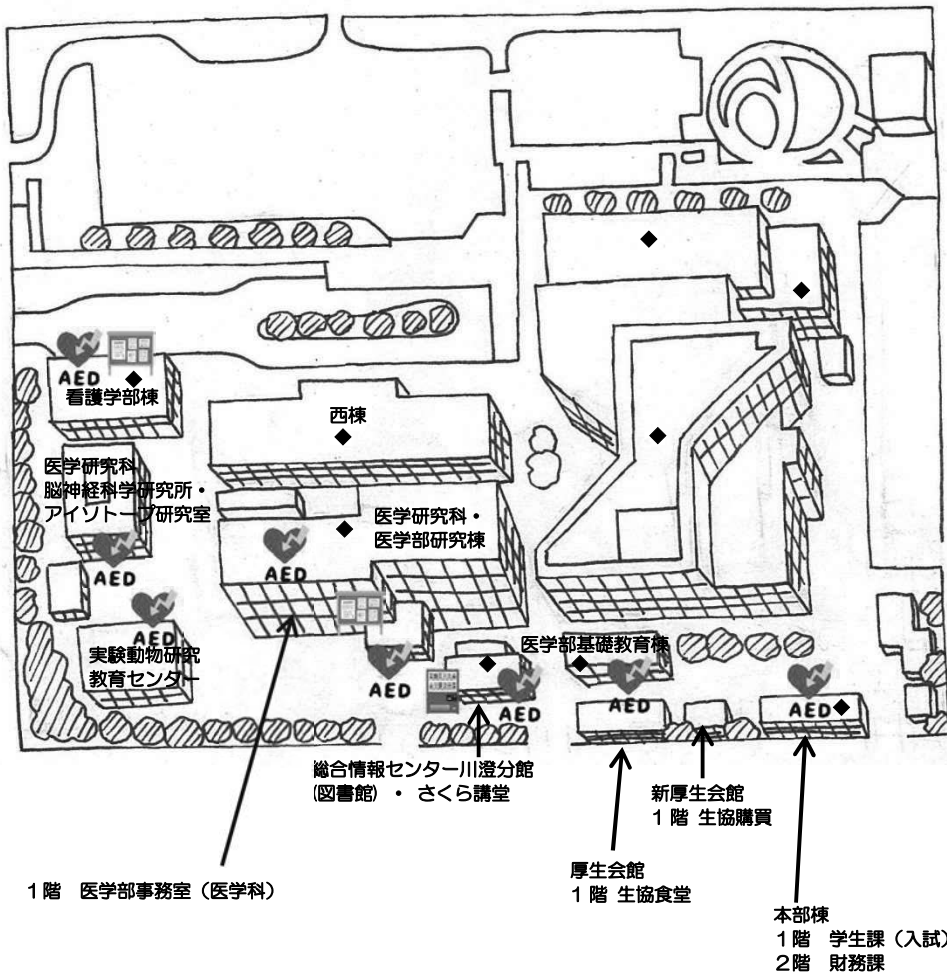 AED
看護学部棟
西棟
医学研究科
脳神経科学研究所・
アイソトープ研究室
AED
医学研究科・
医学部研究棟
AED
AED
実験動物研究
教育センター
AED
医学部基礎教育棟
AED
AED
AED
総合情報センター川澄分館
(図書館) ・ さくら講堂
新厚生会館
1階 生協購買
厚生会館
1階 生協食堂
1階 医学部事務室(医学科)
本部棟
1階 学生課(入試)
2階 財務課